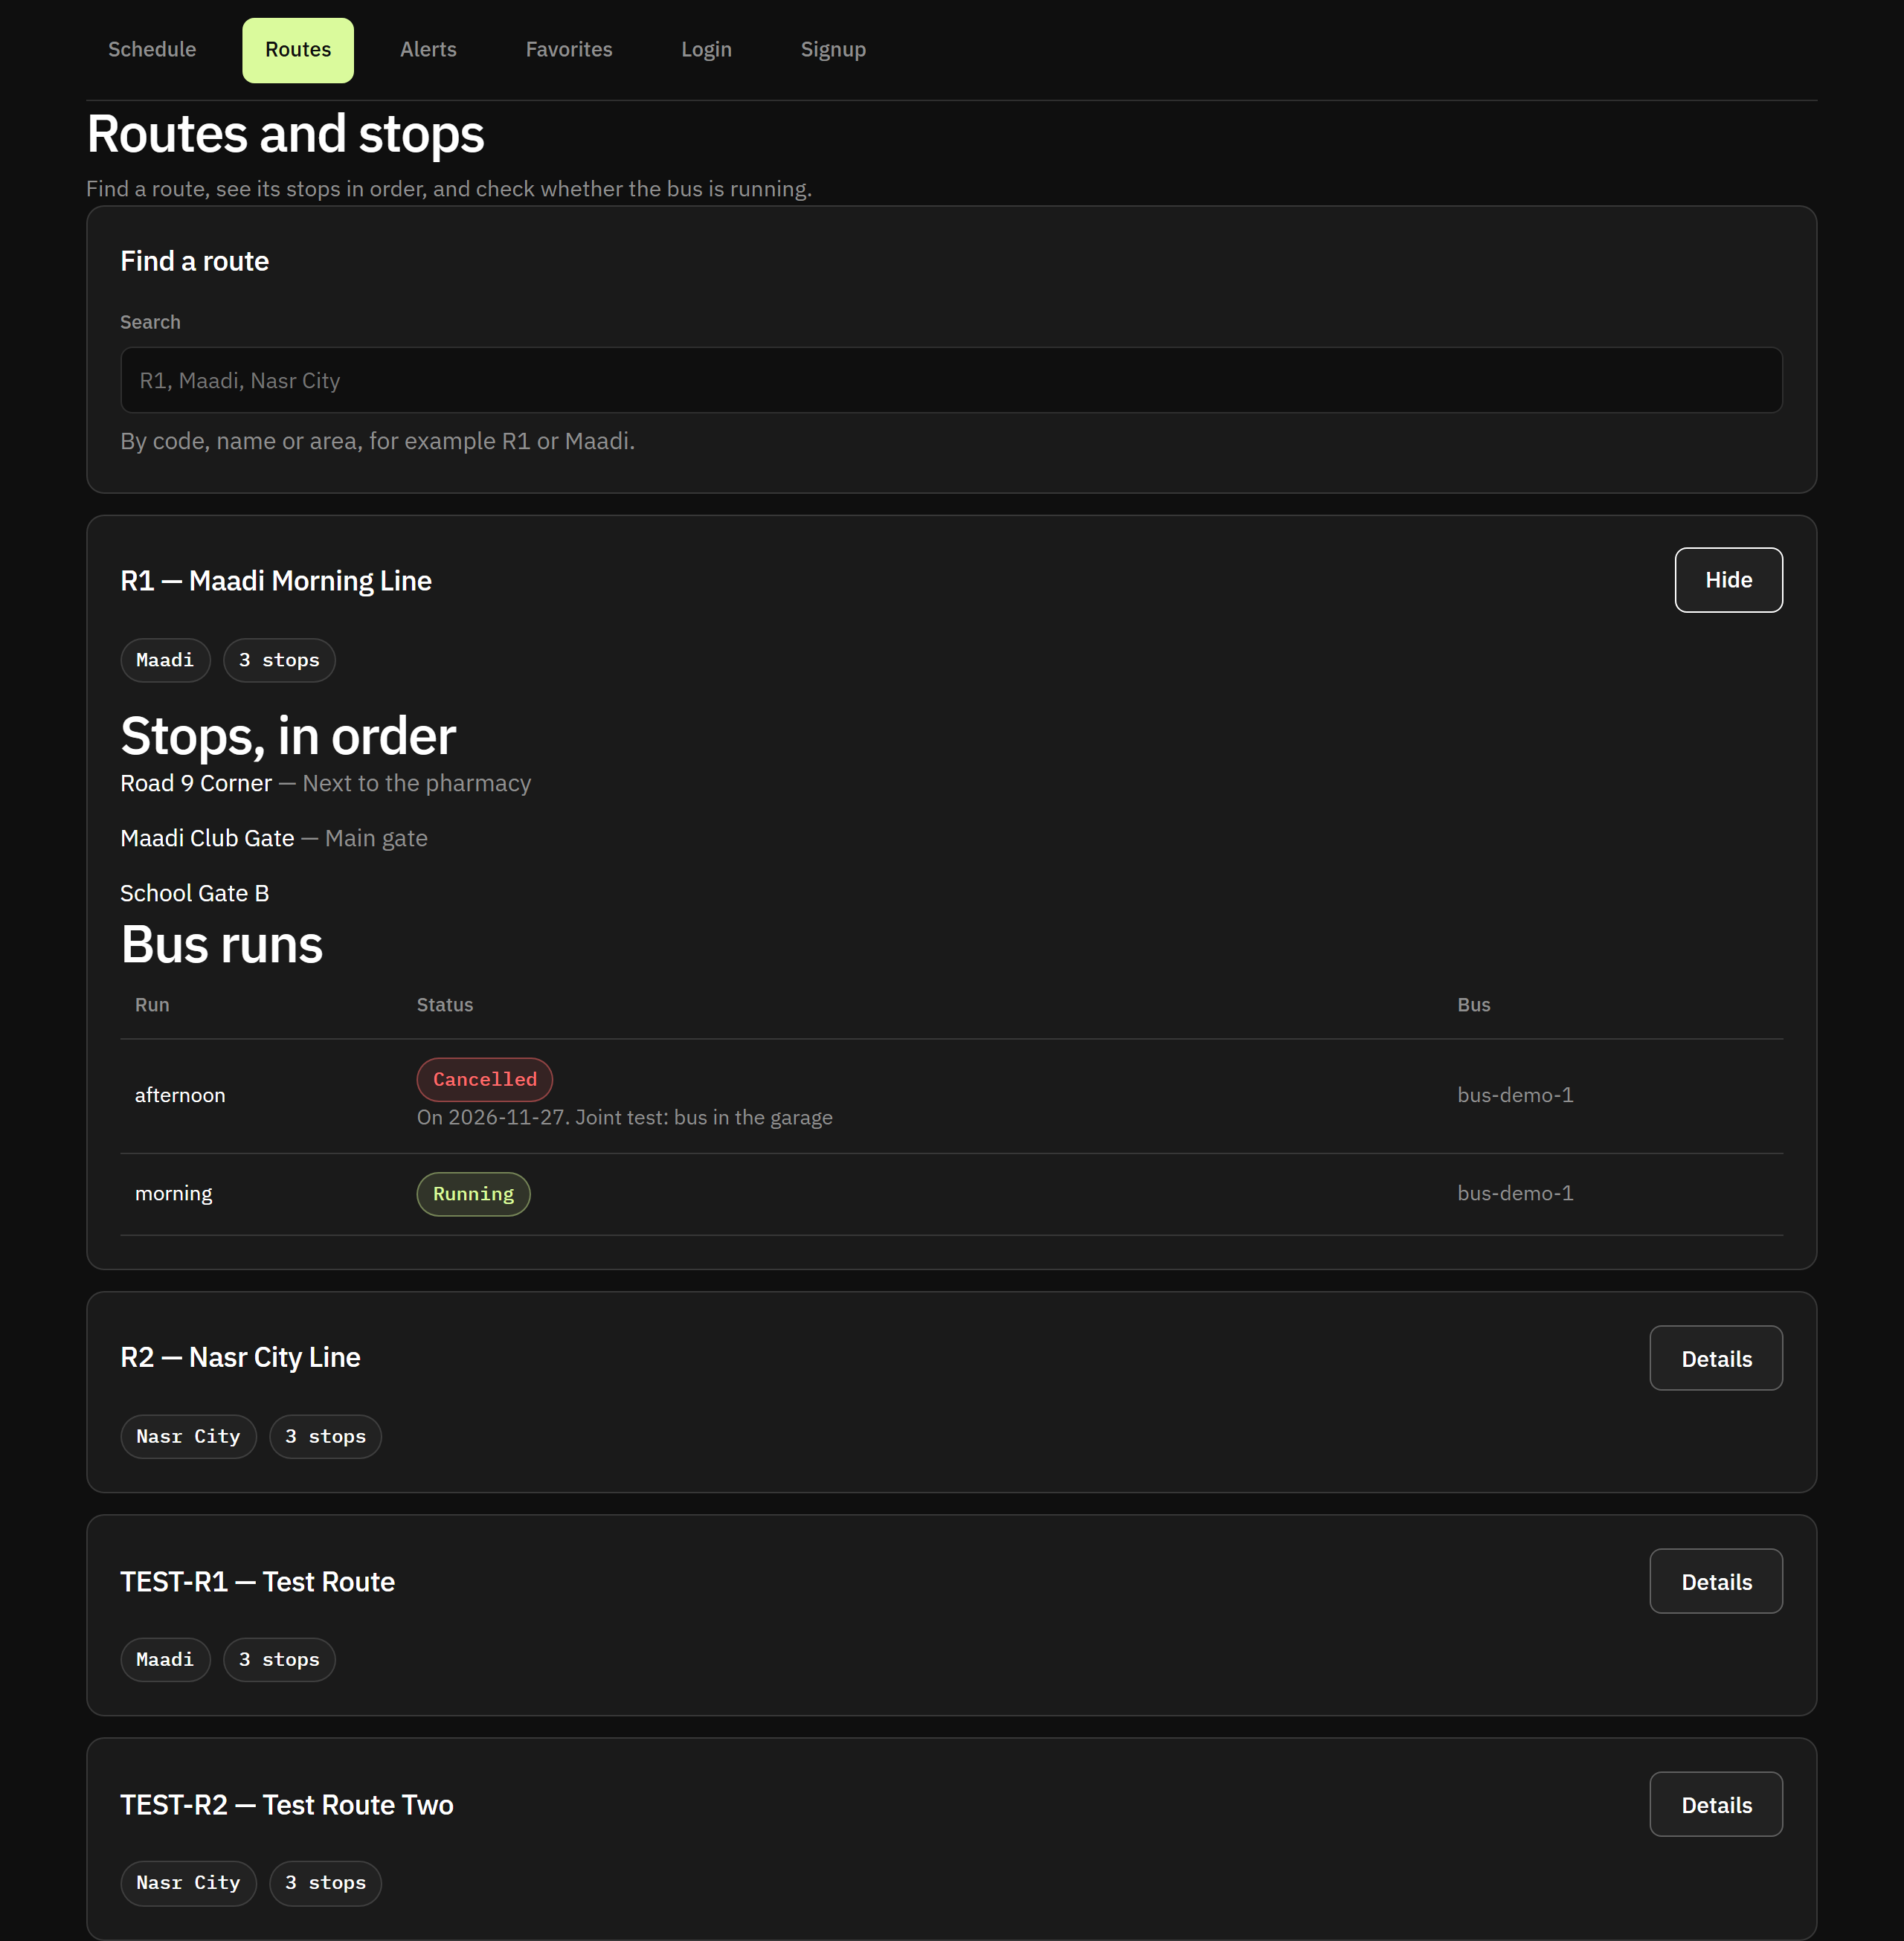 Schedule Routes Alerts Favorites Login Signup
Routes and stops
Find a route, see its stops in order, and check whether the bus is running.
Find a route
Search
R1, Maadi, Nasr City
By code, name or area, for example R1 or Maadi.
R1 — Maadi Morning Line Hide
Maadi 3 stops
Stops, in order
Road 9 Corner — Next to the pharmacy
Maadi Club Gate — Main gate
School Gate B
Bus runs
Run Status Bus
afternoon Cancelled bus-demo-1
On 2026-11-27. Joint test: bus in the garage
morning Running bus-demo-1
R2 — Nasr City Line Details
Nasr City 3 stops
TEST-R1 — Test Route Details
Maadi 3 stops
TEST-R2 — Test Route Two Details
Nasr City 3 stops